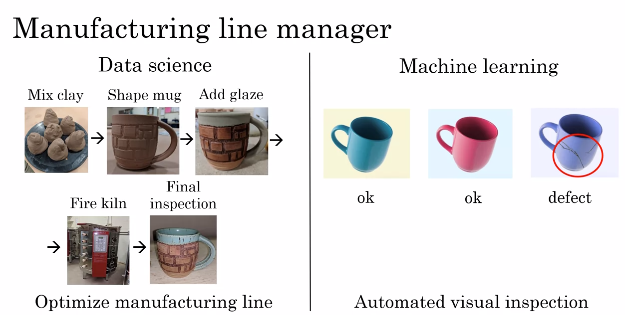 Manufacturing line manager
Data science
Mix clay
Shape mug
Add glaze
Fire kiln
Final
inspection
Optimize manufacturing line
Machine learning
ok
ok
defect
Automated visual inspection